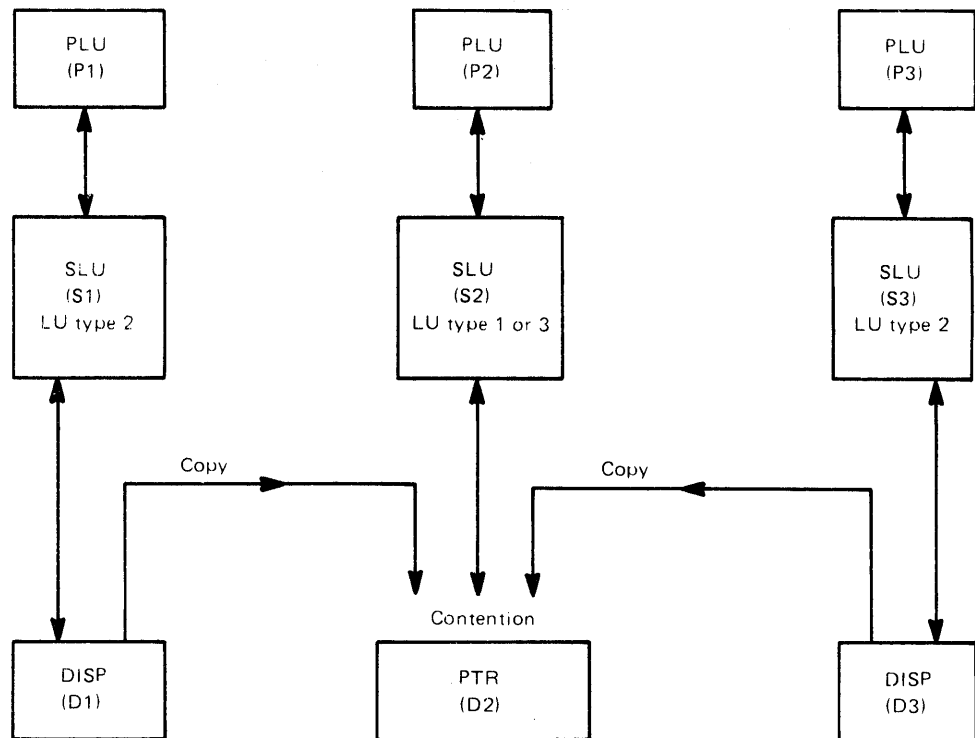 PLU
(P1)
PLU
(P2)
PLU
(P3)
SLU
(S1)
LU type 2
SLU
(S2)
LU type 1 or 3
SLU
(S3)
LU type 2
Copy
Copy
Contention
DISP
(D1)
PTR
(D2)
DISP
(D3)